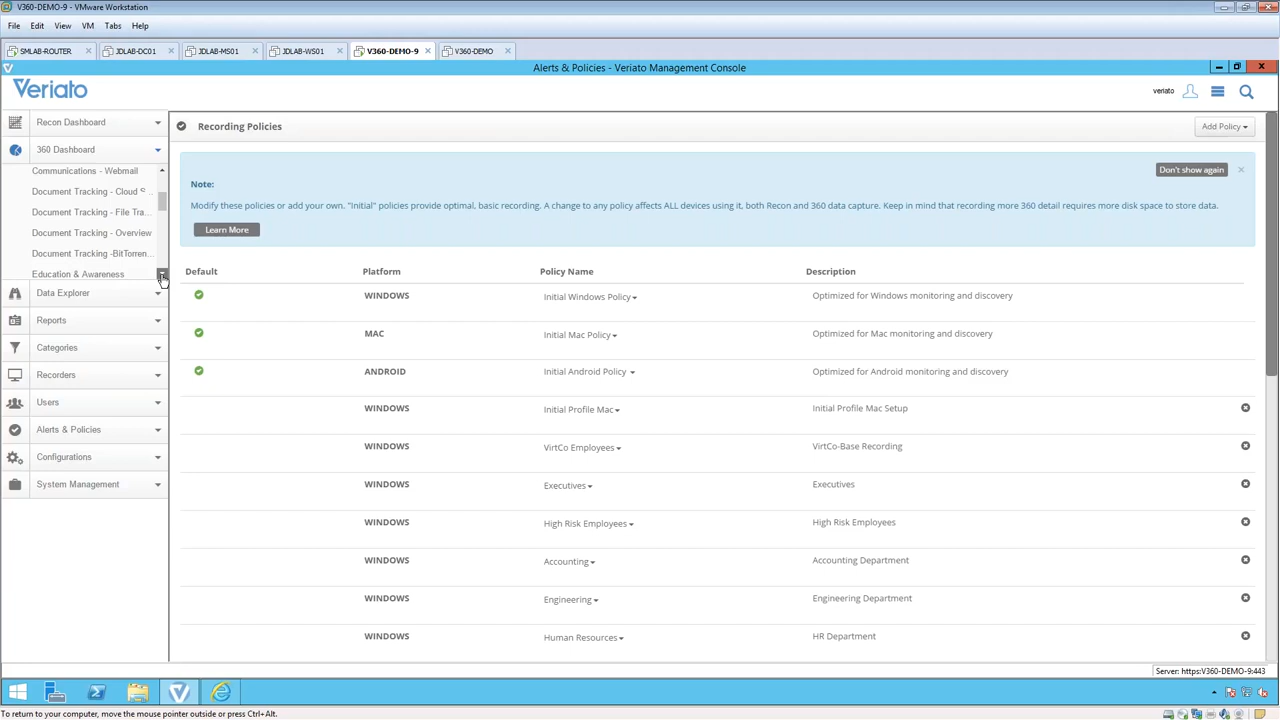 V360-DEMO-9 - VMware Workstation
File Edit View VM Tabs Help
SMLAB-ROUTER JDLAB-DC01 JDLAB-MS01 JDLAB-WS01 V360-DEMO-9 V360-DEMO
Alerts & Policies - Veriato Management Console
Veriato
veriato
Recon Dashboard
360 Dashboard
Communications - Webmail
Document Tracking - Cloud S...
Document Tracking - File Tra...
Document Tracking - Overview
Document Tracking -BitTorren...
Education & Awareness
Data Explorer
Reports
Categories
Recorders
Users
Alerts & Policies
Configurations
System Management
Recording Policies
Add Policy
Don't show again
Note:
Modify these policies or add your own. "Initial" policies provide optimal, basic recording. A change to any policy affects ALL devices using it, both Recon and 360 data capture. Keep in mind that recording more 360 detail requires more disk space to store data.
Learn More
Default Platform Policy Name Description
WINDOWS Initial Windows Policy Optimized for Windows monitoring and discovery
MAC Initial Mac Policy Optimized for Mac monitoring and discovery
ANDROID Initial Android Policy Optimized for Android monitoring and discovery
WINDOWS Initial Profile Mac Initial Profile Mac Setup
WINDOWS VirtCo Employees VirtCo-Base Recording
WINDOWS Executives Executives
WINDOWS High Risk Employees High Risk Employees
WINDOWS Accounting Accounting Department
WINDOWS Engineering Engineering Department
WINDOWS Human Resources HR Department
Server: https:V360-DEMO-9:443
To return to your computer, move the mouse pointer outside or press Ctrl+Alt.